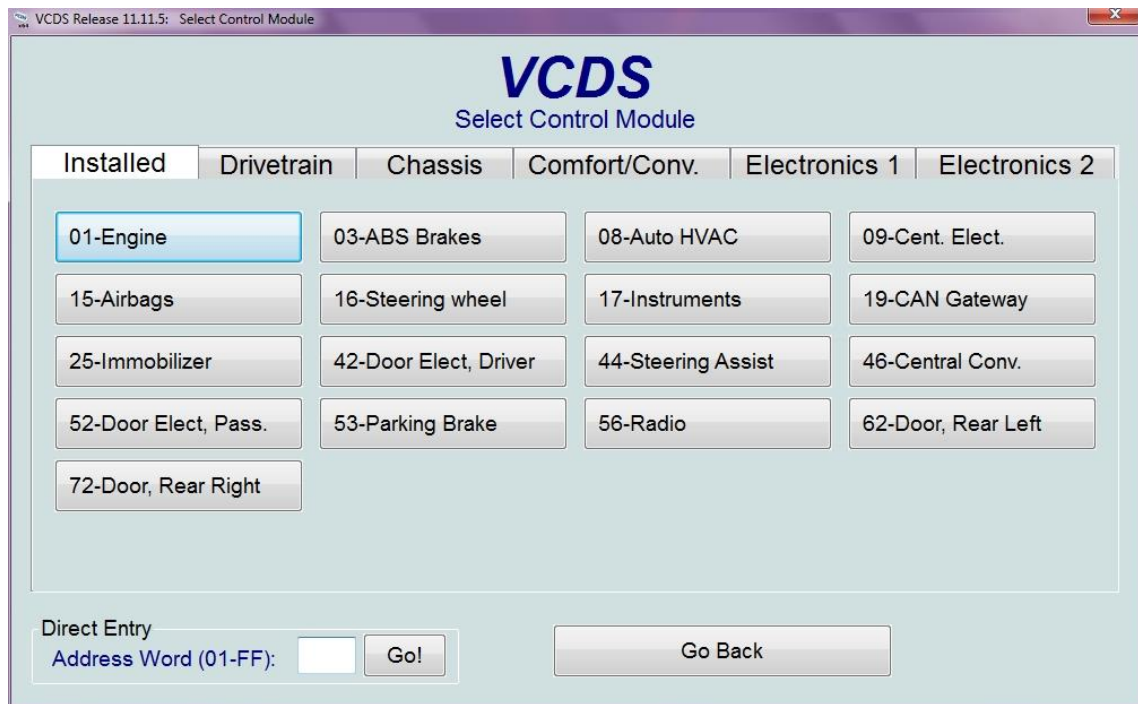 VCDS Release 11.11.5: Select Control Module
VCDS
Select Control Module
Installed Drivetrain Chassis Comfort/Conv. Electronics 1 Electronics 2
01-Engine 03-ABS Brakes 08-Auto HVAC 09-Cent. Elect.
15-Airbags 16-Steering wheel 17-Instruments 19-CAN Gateway
25-Immobilizer 42-Door Elect, Driver 44-Steering Assist 46-Central Conv.
52-Door Elect, Pass. 53-Parking Brake 56-Radio 62-Door, Rear Left
72-Door, Rear Right
Direct Entry
Address Word (01-FF): Go! Go Back